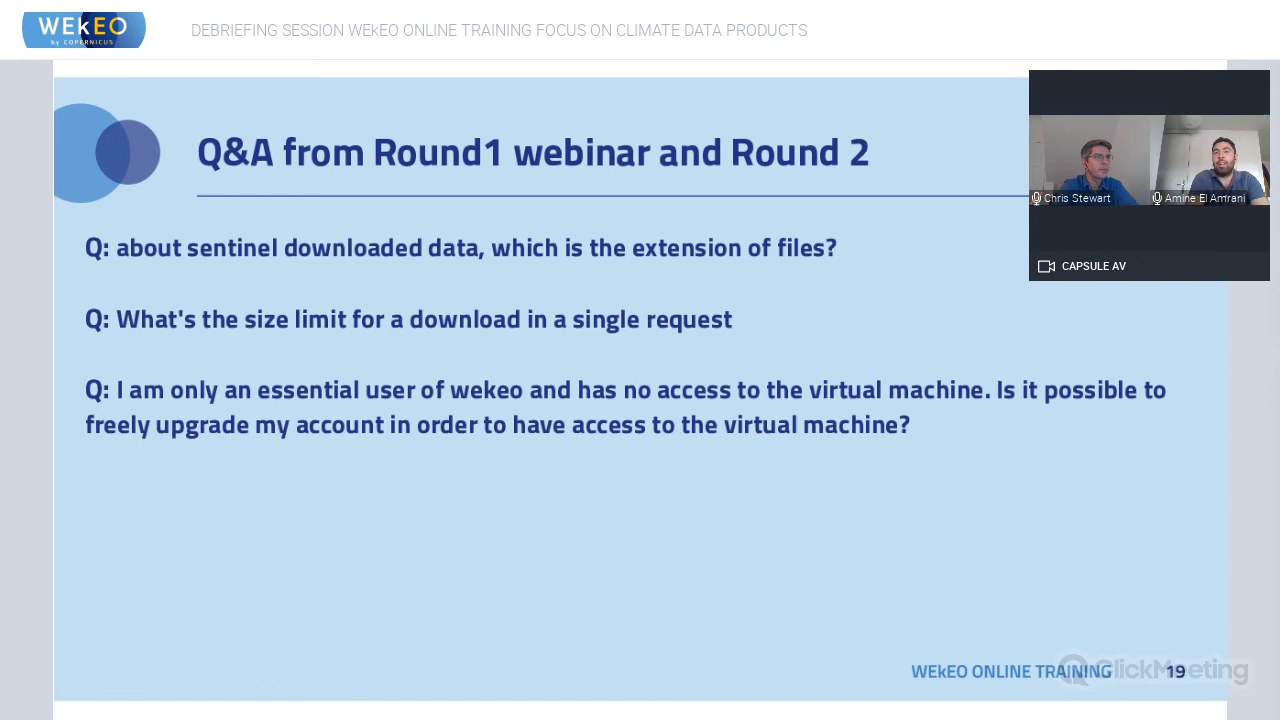 WEkEO
by COPERNICUS
DEBRIEFING SESSION WEkEO ONLINE TRAINING FOCUS ON CLIMATE DATA PRODUCTS
Q&A from Round1 webinar and Round 2
Chris Stewart
Amine El Amrani
CAPSULE AV
Q: about sentinel downloaded data, which is the extension of files?
Q: What's the size limit for a download in a single request
Q: I am only an essential user of wekeo and has no access to the virtual machine. Is it possible to
freely upgrade my account in order to have access to the virtual machine?
WEkEO ONLINE TRAINING
19
ClickMeeting